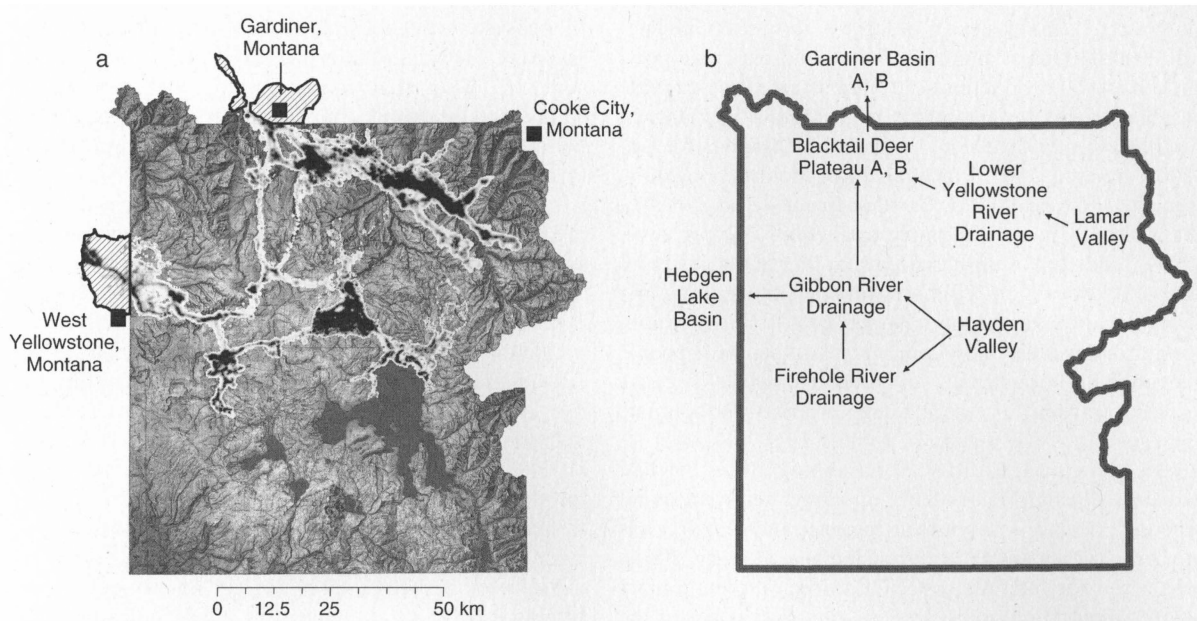 a
Gardiner,
Montana
Cooke City,
Montana
West
Yellowstone,
Montana
0 12.5 25 50 km
b
Gardiner Basin
A, B
Blacktail Deer
Plateau A, B
Lower
Yellowstone
River
Drainage
Lamar
Valley
Hebgen
Lake
Basin
Gibbon River
Drainage
Hayden
Valley
Firehole River
Drainage